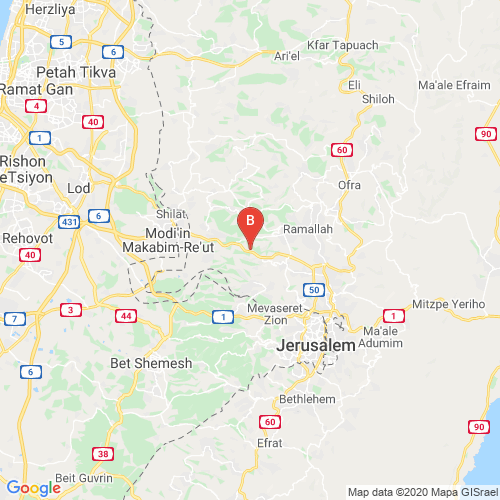 Herzliya
5
Kfar Tapuach
6
Ari'el
Petah Tikva
Ramat Gan
Eli
Ma'ale Efraim
Shiloh
4
40
1
90
60
Rishon
eTsiyon
Lod
Ofra
Shilat
6
431
B
Ramallah
Rehovot
Modi'in
Makabim-Re'ut
40
50
Mitzpe Yeriho
3
44
7
1
Mevaseret
Zion
1
Ma'ale
Adumim
Jerusalem
Bet Shemesh
6
Bethlehem
60
90
Efrat
38
Beit Guvrin
Google
Map data ©2020 Mapa GISrael